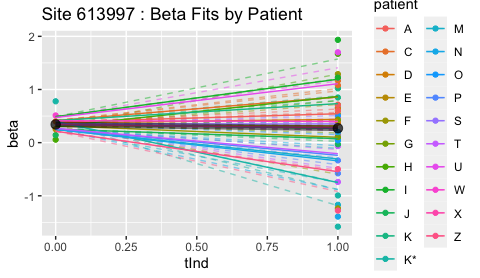 Site 613997 : Beta Fits by Patient
patient
A
C
D
E
F
G
H
I
J
K
K*
M
N
O
P
S
T
U
W
X
Z
2
1
0
-1
beta
0.00
0.25
0.50
0.75
1.00
tInd